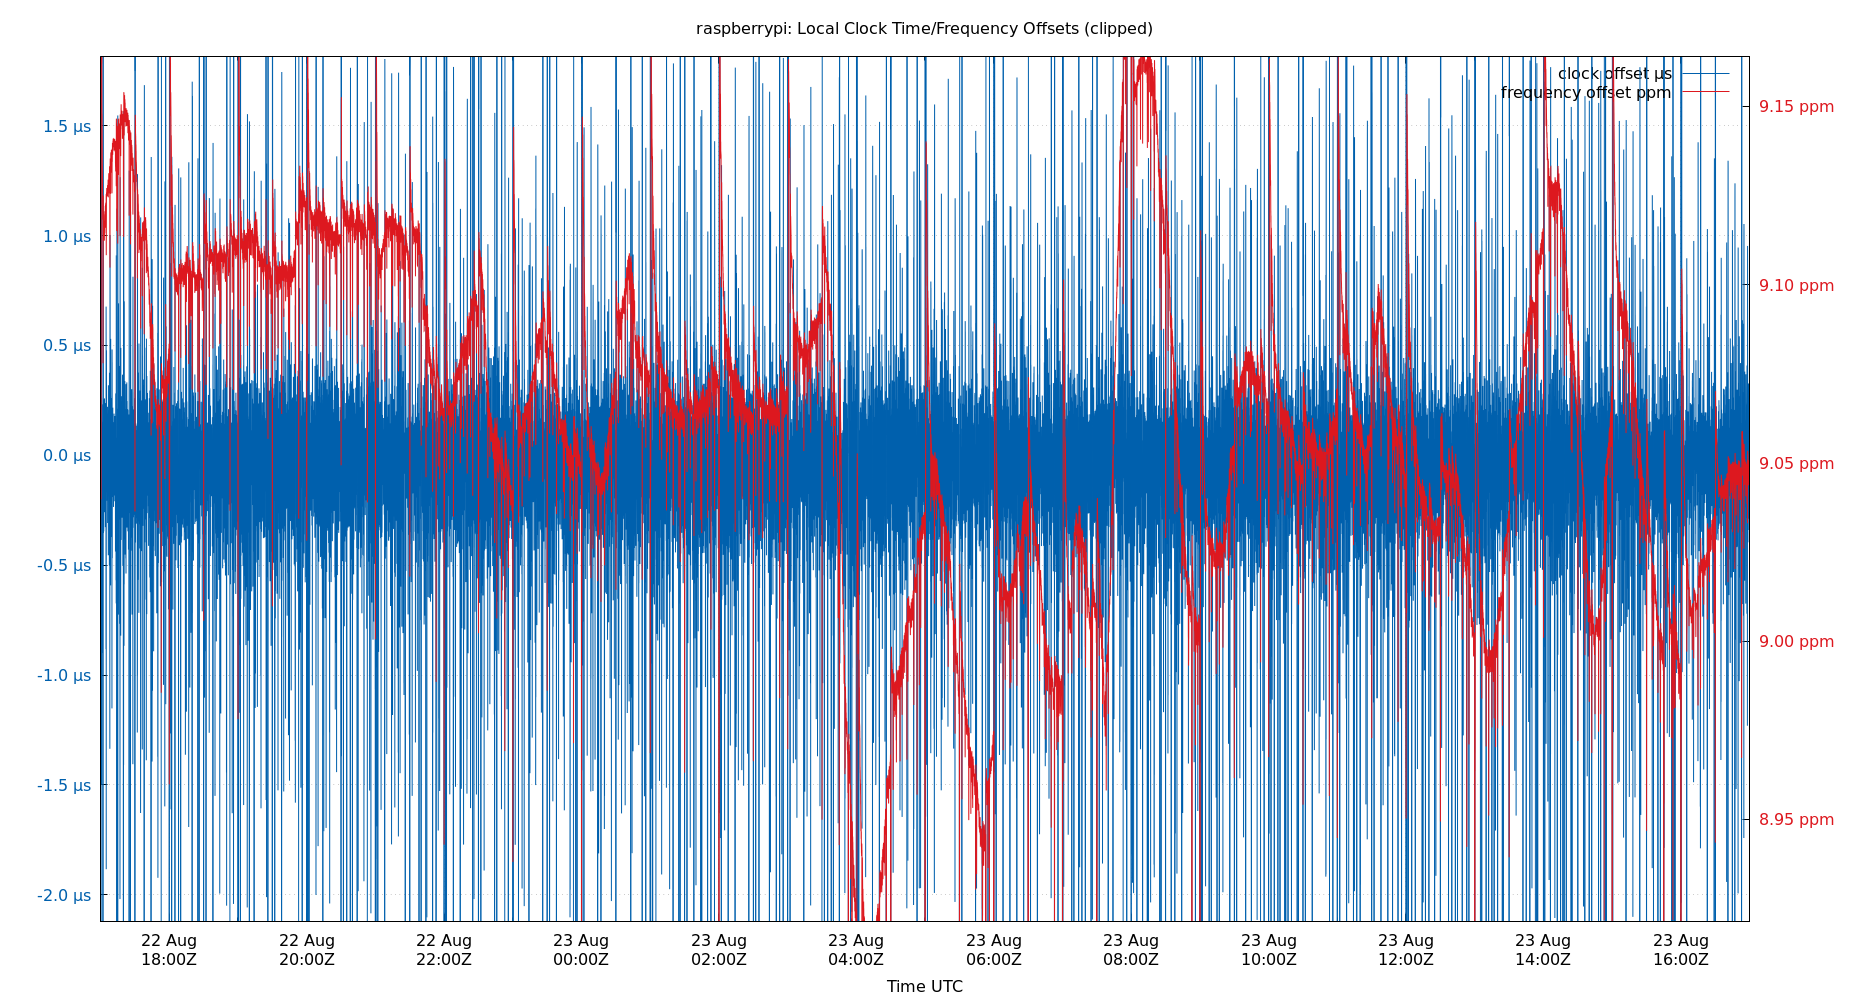 raspberrypi: Local Clock Time/Frequency Offsets (clipped)
clock offset µs
frequency offset ppm
1.5 µs
1.0 µs
0.5 µs
0.0 µs
-0.5 µs
-1.0 µs
-1.5 µs
-2.0 µs
9.15 ppm
9.10 ppm
9.05 ppm
9.00 ppm
8.95 ppm
22 Aug 22 Aug 22 Aug 23 Aug 23 Aug 23 Aug 23 Aug 23 Aug 23 Aug 23 Aug 23 Aug 23 Aug
18:00Z 20:00Z 22:00Z 00:00Z 02:00Z 04:00Z 06:00Z 08:00Z 10:00Z 12:00Z 14:00Z 16:00Z
Time UTC